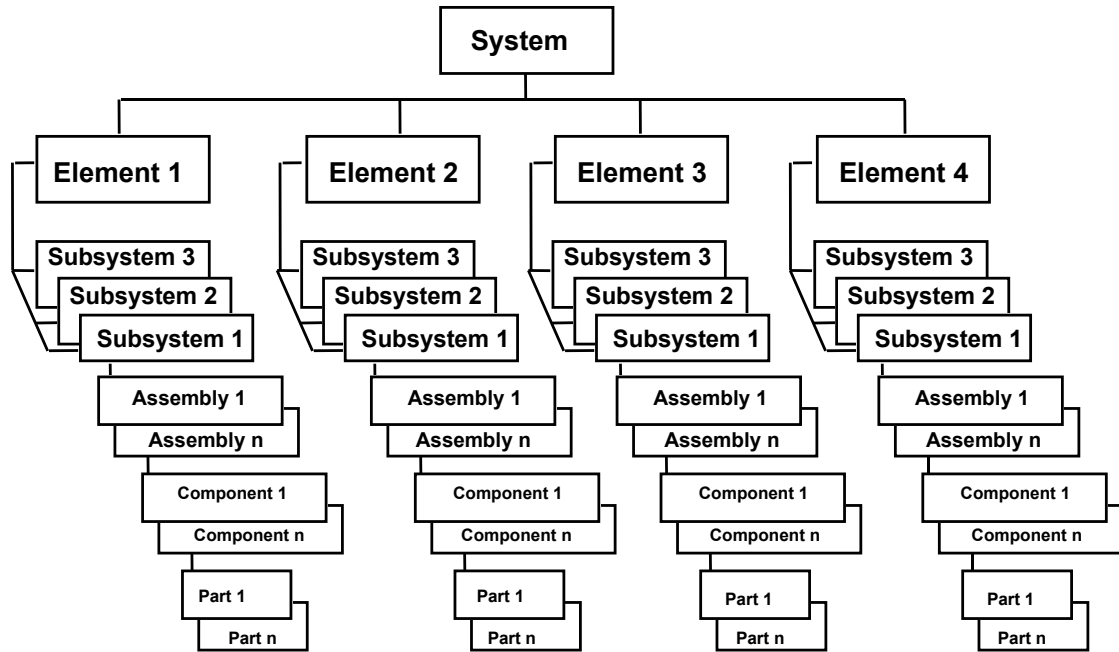 System
Element 1
Element 2
Element 3
Element 4
Subsystem 3
Subsystem 3
Subsystem 3
Subsystem 3
Subsystem 2
Subsystem 2
Subsystem 2
Subsystem 2
Subsystem 1
Subsystem 1
Subsystem 1
Subsystem 1
Assembly 1
Assembly 1
Assembly 1
Assembly 1
Assembly n
Assembly n
Assembly n
Assembly n
Component 1
Component 1
Component 1
Component 1
Component n
Component n
Component n
Component n
Part 1
Part 1
Part 1
Part 1
Part n
Part n
Part n
Part n